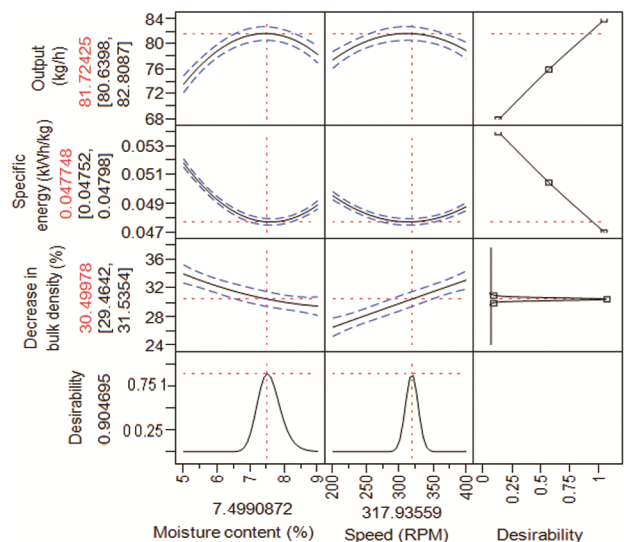 Output
(kg/h)
81.72425
[80.6398,
82.8087]
84
80
76
72
68
Specific
energy (kWh/kg)
0.047748
[0.04752,
0.04798]
0.053
0.051
0.049
0.047
Decrease in
bulk density (%)
30.49978
[29.4642,
31.5354]
36
32
28
24
Desirability
0.904695
0.751
00.25
5 6 7 8 9
200 250 300 350 400
0 0.25 0.5 0.75 1
7.4990872
317.93559
Moisture content (%)
Speed (RPM)
Desirability